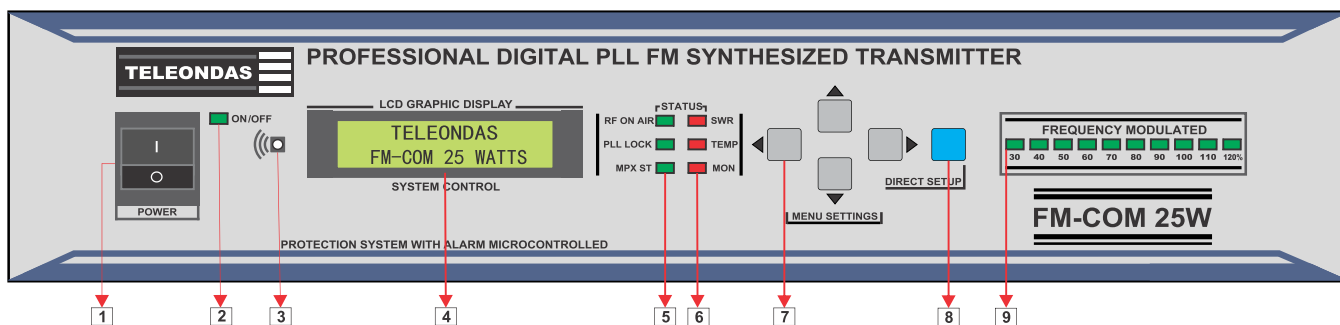 PROFESSIONAL DIGITAL PLL FM SYNTHESIZED TRANSMITTER
TELEONDAS
ON/OFF
I
O
POWER
LCD GRAPHIC DISPLAY
TELEONDAS
FM-COM 25 WATTS
SYSTEM CONTROL
PROTECTION SYSTEM WITH ALARM MICROCONTROLLED
STATUS
RF ON AIR SWR
PLL LOCK TEMP
MPX ST MON
MENU SETTINGS
DIRECT SETUP
FREQUENCY MODULATED
30 40 50 60 70 80 90 100 110 120%
FM-COM 25W
1 2 3 4 5 6 7 8 9